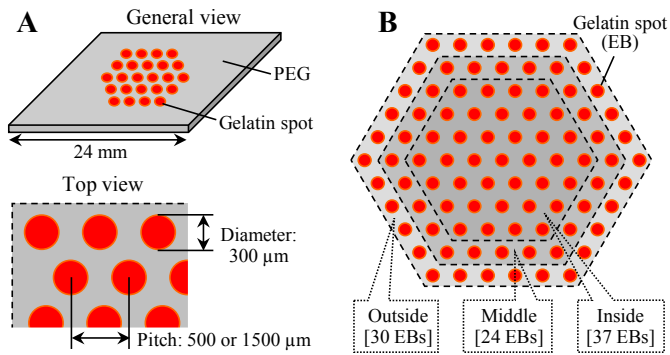 A
General view
PEG
Gelatin spot
24 mm
Top view
Diameter:
300 µm
Pitch: 500 or 1500 µm
B
Gelatin spot
(EB)
Outside
[30 EBs]
Middle
[24 EBs]
Inside
[37 EBs]